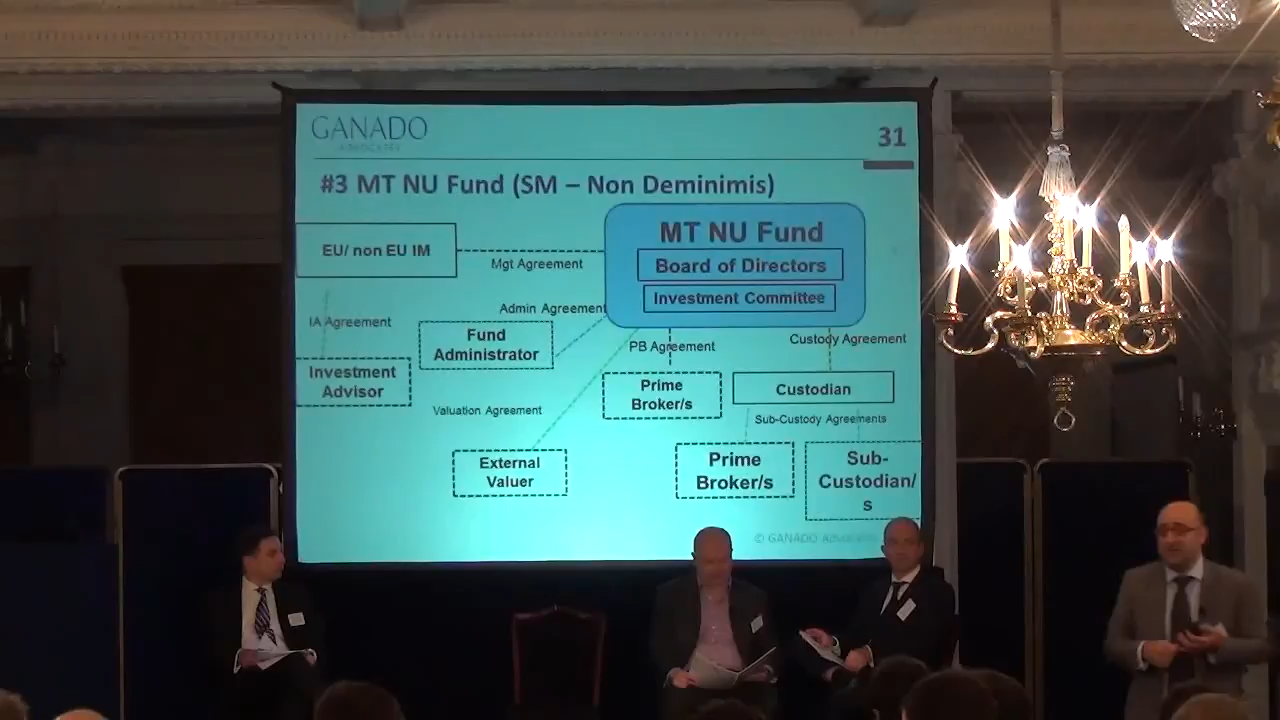 GANADO
ADVOCATES
31
#3 MT NU Fund (SM – Non Deminimis)
MT NU Fund
Board of Directors
Investment Committee
EU/ non EU IM
Mgt Agreement
Admin Agreement
IA Agreement
Fund
Administrator
PB Agreement
Custody Agreement
Investment
Advisor
Prime
Broker/s
Custodian
Valuation Agreement
Sub-Custody Agreements
External
Valuer
Prime
Broker/s
Sub-
Custodian/
s
© GANADO Advocates